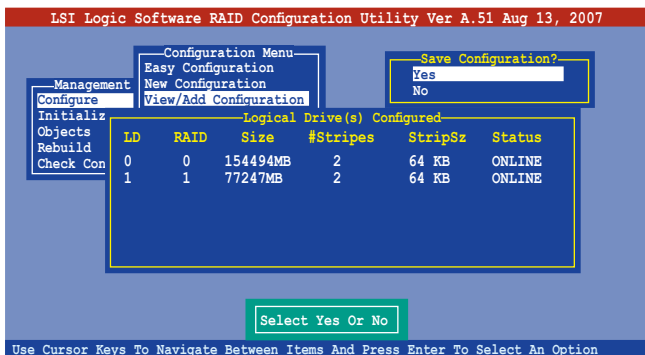 LSI Logic Software RAID Configuration Utility Ver A.51 Aug 13, 2007
Configuration Menu
Easy Configuration
New Configuration
View/Add Configuration
Save Configuration?
Yes
No
Management
Configure
Initializ
Objects
Rebuild
Check Con
Logical Drive(s) Configured
LD RAID Size #Stripes StripSz Status
0 0 154494MB 2 64 KB ONLINE
1 1 77247MB 2 64 KB ONLINE
Select Yes Or No
Use Cursor Keys To Navigate Between Items And Press Enter To Select An Option